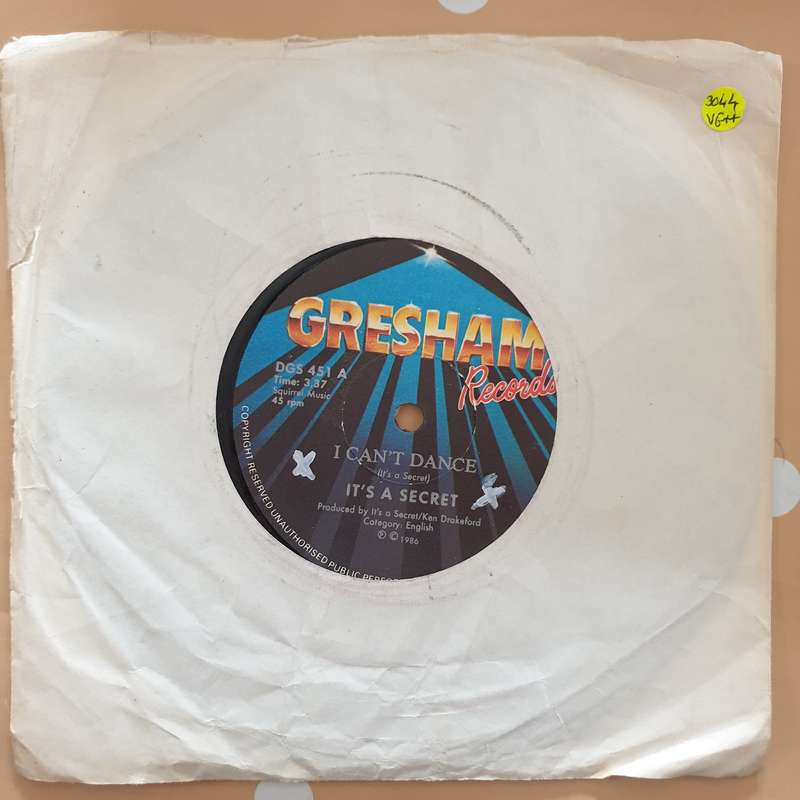 3044
VG++
GRESHAM
Records
DGS 451 A
Time: 3.37
Squirrel Music
45 rpm
I CAN'T DANCE
(It's a Secret)
IT'S A SECRET
Produced by It's a Secret/Ken Drakeford
Category: English
℗ © 1986
COPYRIGHT RESERVED UNAUTHORISED PUBLIC